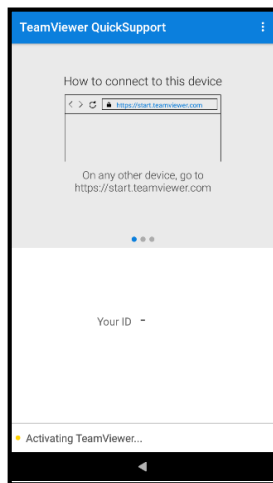 TeamViewer QuickSupport
How to connect to this device
https://start.teamviewer.com
On any other device, go to
https://start.teamviewer.com
Your ID -
Activating TeamViewer...